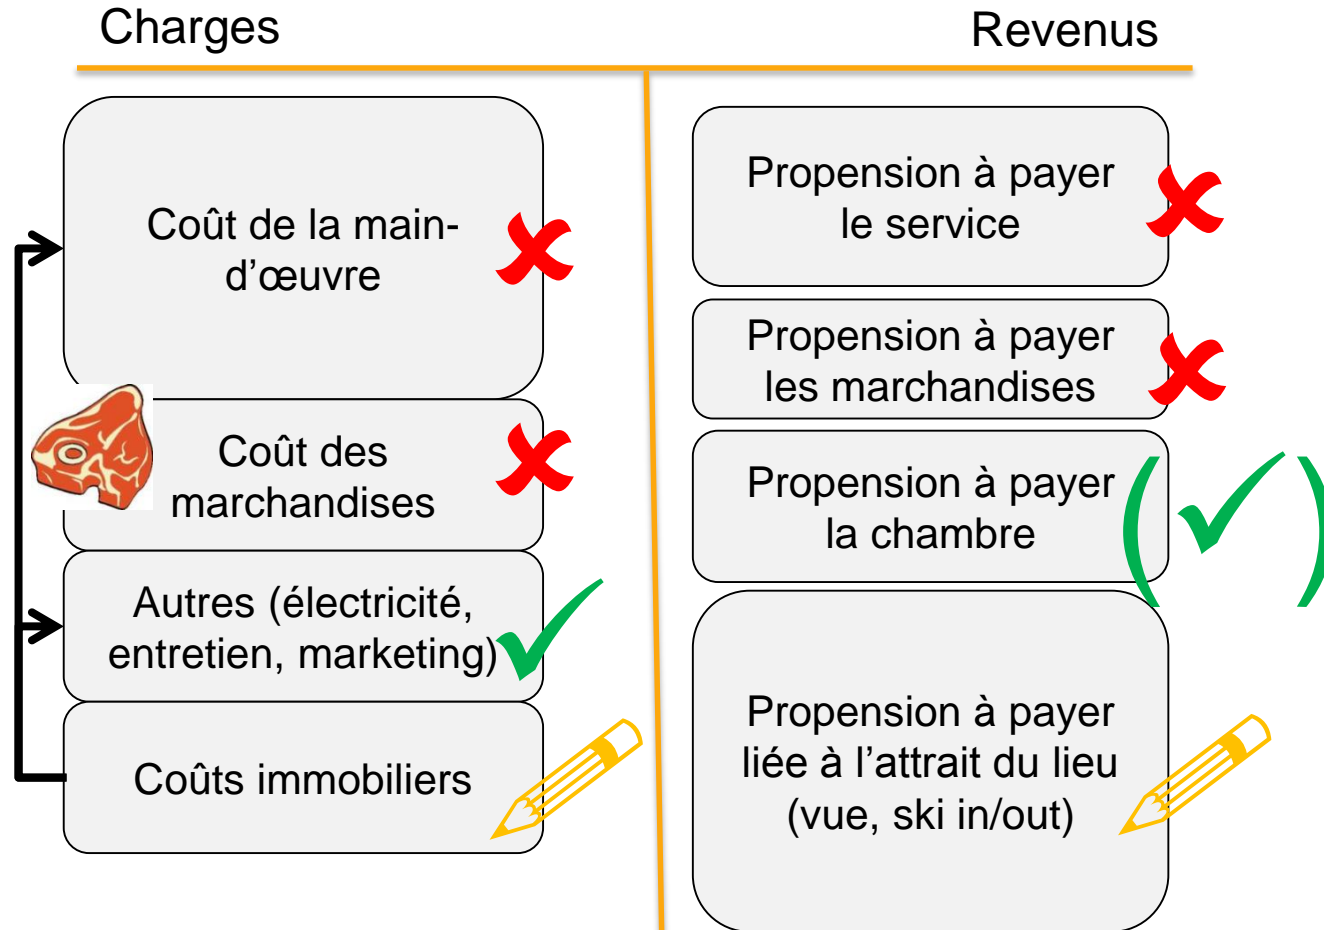 Charges
Revenus
Coût de la main-
d’œuvre
Coût des
marchandises
Autres (électricité,
entretien, marketing)
Coûts immobiliers
Propension à payer
le service
Propension à payer
les marchandises
Propension à payer
la chambre
Propension à payer
liée à l’attrait du lieu
(vue, ski in/out)